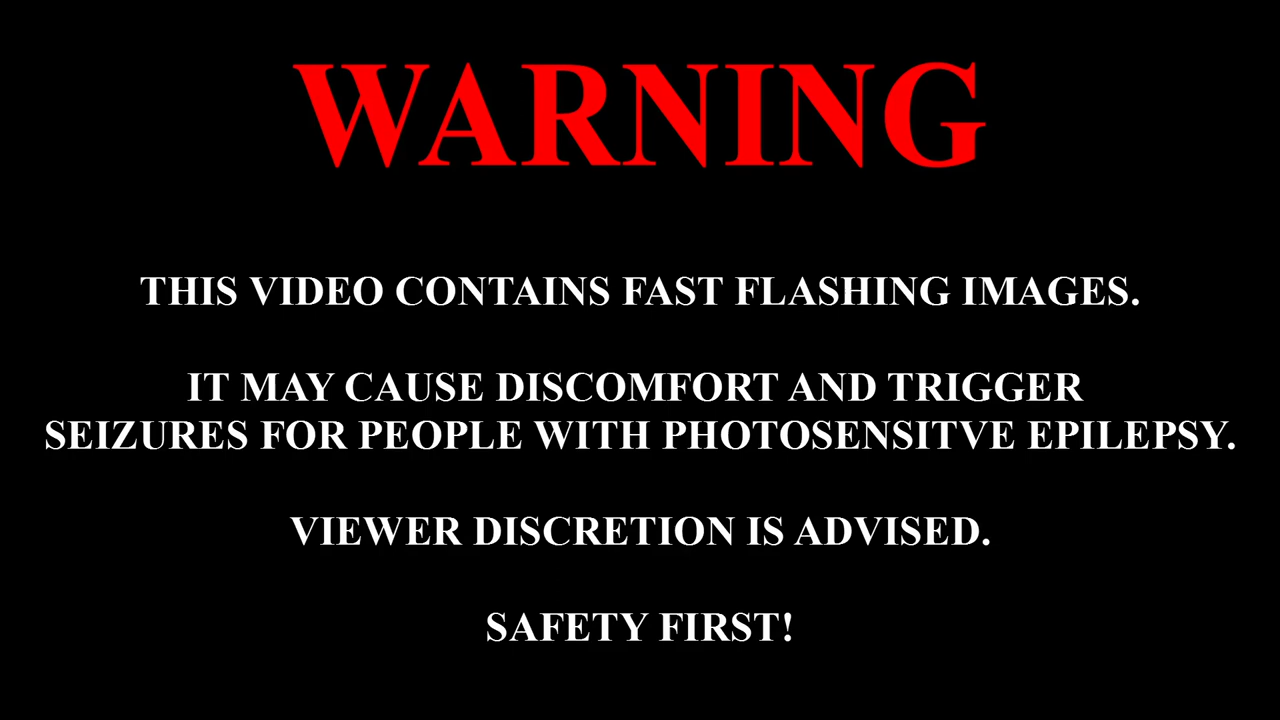 WARNING
THIS VIDEO CONTAINS FAST FLASHING IMAGES.
IT MAY CAUSE DISCOMFORT AND TRIGGER
SEIZURES FOR PEOPLE WITH PHOTOSENSITVE EPILEPSY.
VIEWER DISCRETION IS ADVISED.
SAFETY FIRST!